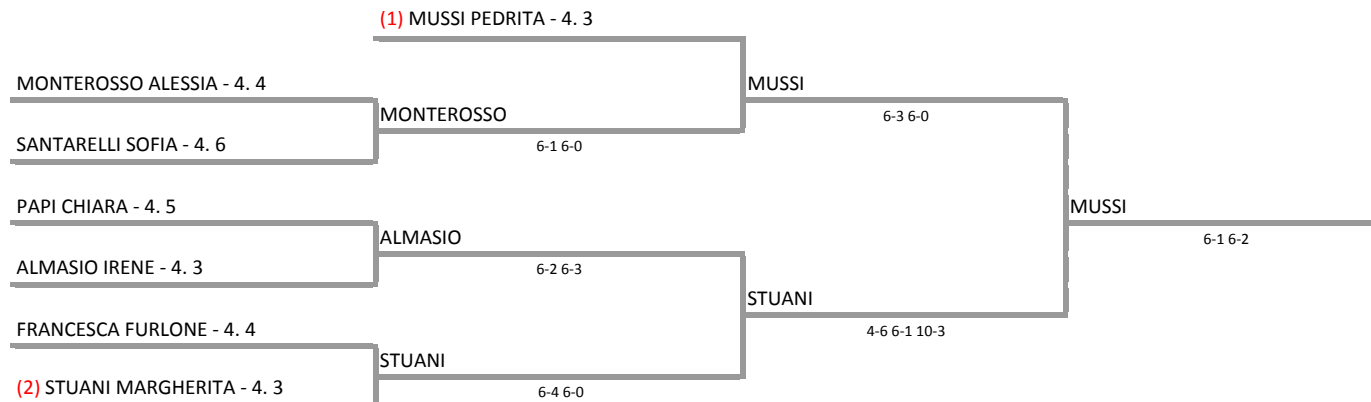 (1) MUSSI PEDRITA - 4. 3
MONTEROSSO ALESSIA - 4. 4
MUSSI
MONTEROSSO
6-3 6-0
SANTARELLI SOFIA - 4. 6
6-1 6-0
PAPI CHIARA - 4. 5
MUSSI
ALMASIO
6-1 6-2
ALMASIO IRENE - 4. 3
6-2 6-3
STUANI
FRANCESCA FURLONE - 4. 4
4-6 6-1 10-3
STUANI
(2) STUANI MARGHERITA - 4. 3
6-4 6-0